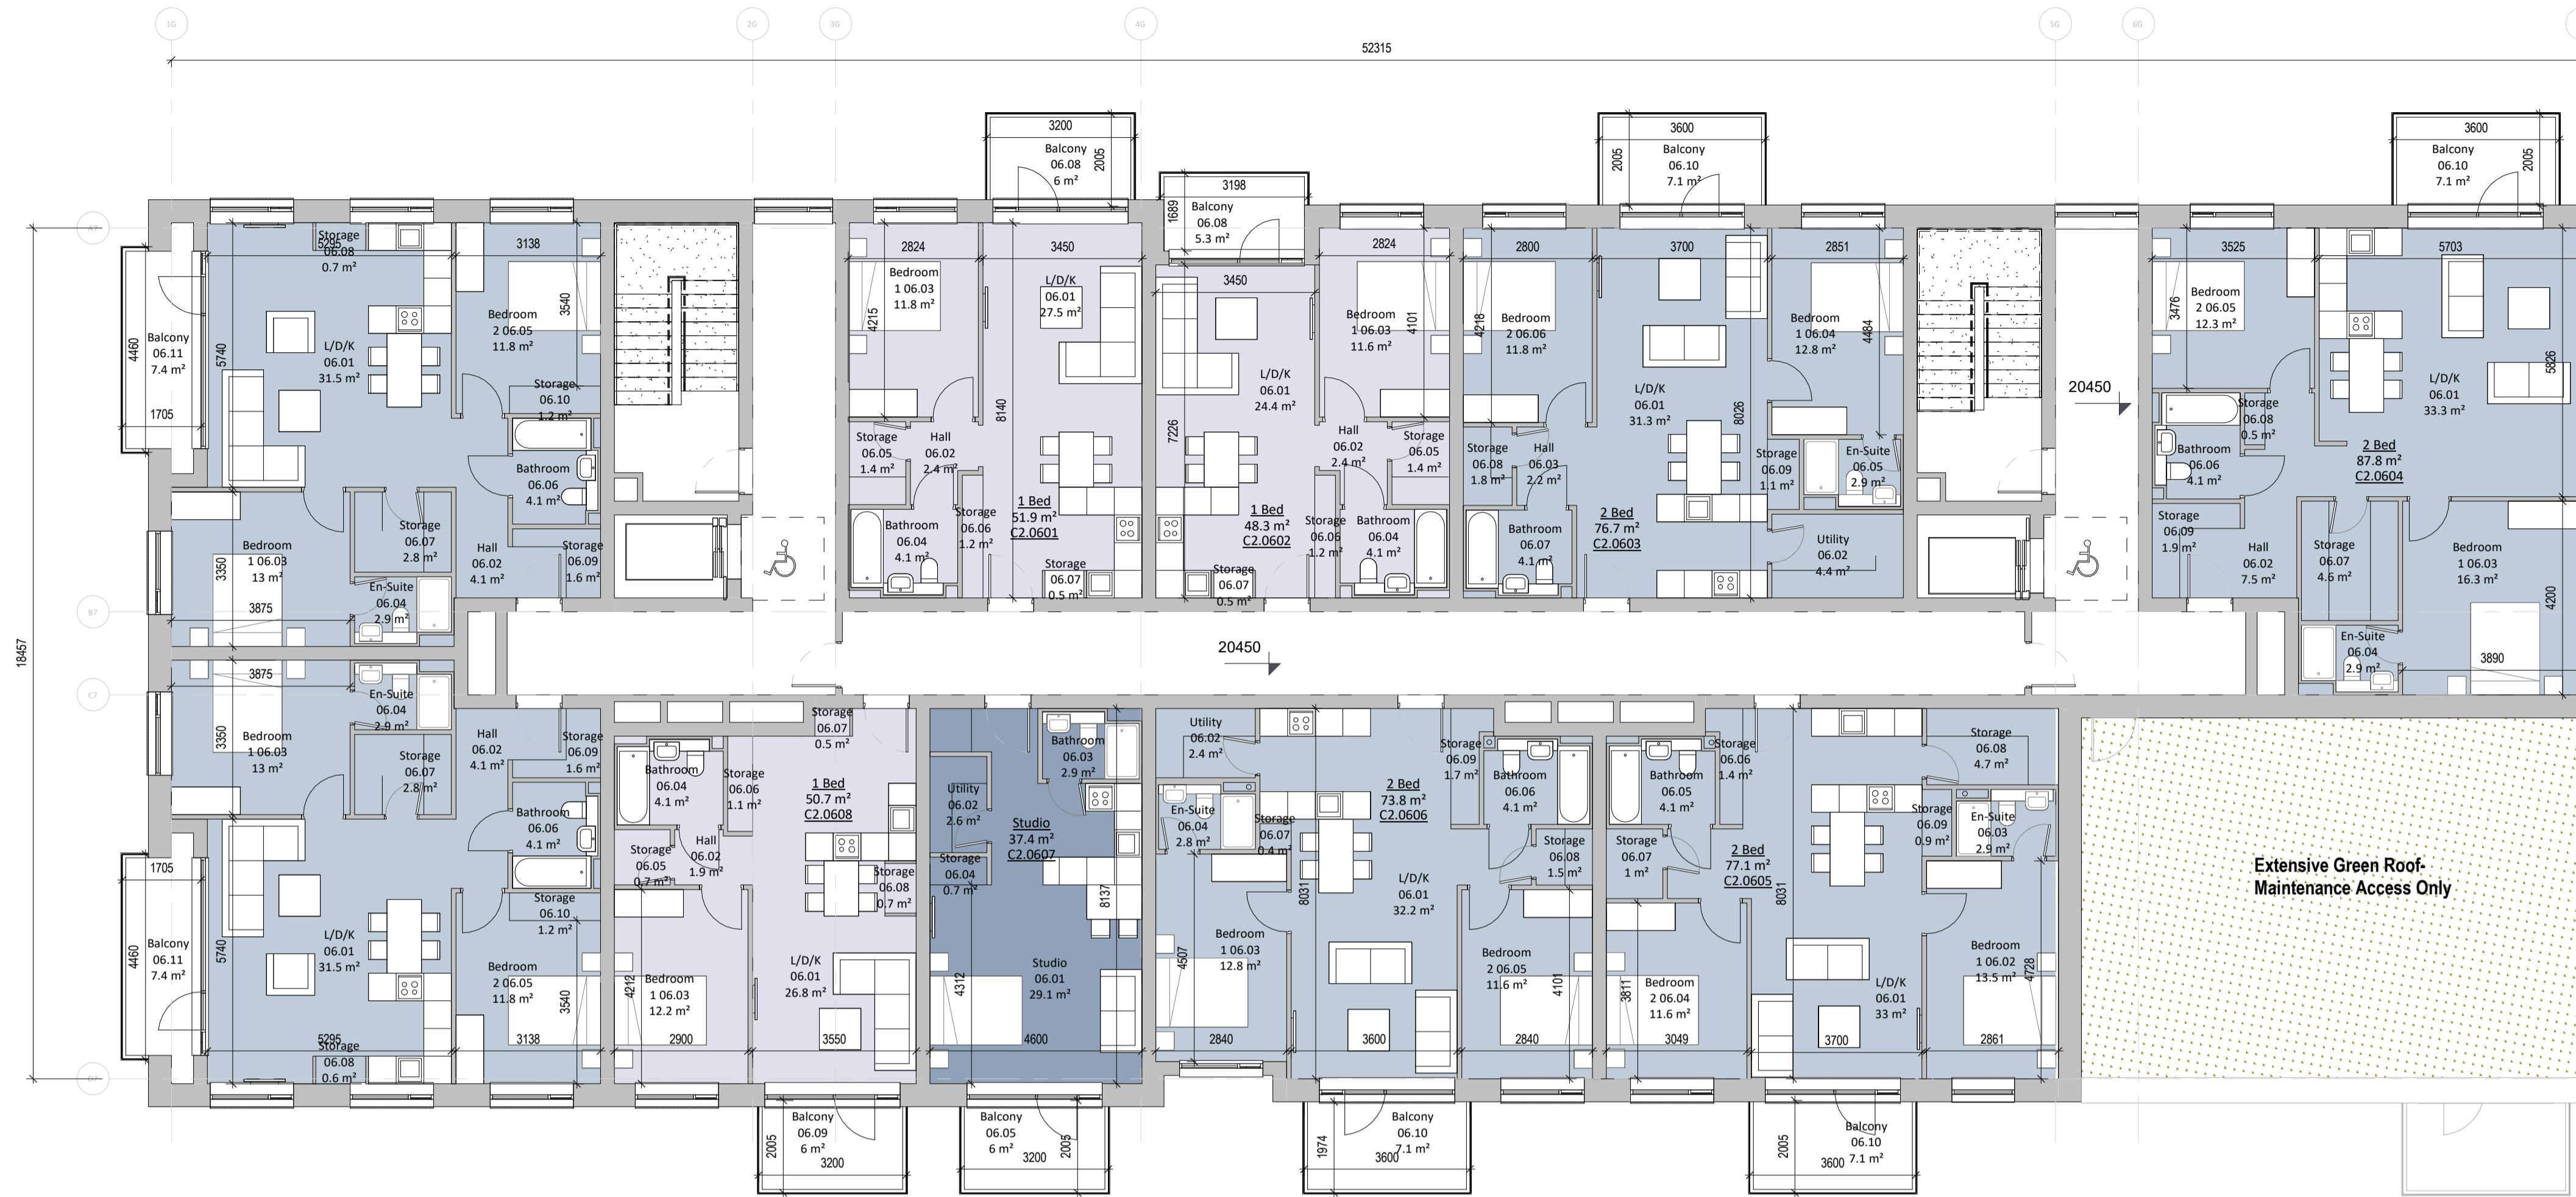 1G
2G
3G
4G
5G
6G
52315
18457
A7
B7
C7
D7
Balcony
06.11
7.4 m²
4460
1705
Storage
06.08
0.7 m²
5295
5740
L/D/K
06.01
31.5 m²
3138
3540
Bedroom
2 06.05
11.8 m²
Storage
06.10
1.2 m²
Bathroom
06.06
4.1 m²
Storage
06.07
2.8 m²
Hall
06.02
4.1 m²
Storage
06.09
1.6 m²
Bedroom
1 06.03
13 m²
3350
3875
En-Suite
06.04
2.9 m²
3200
2005
Balcony
06.08
6 m²
2824
4215
Bedroom
1 06.03
11.8 m²
3450
8140
L/D/K
06.01
27.5 m²
Storage
06.05
1.4 m²
Hall
06.02
2.4 m²
Bathroom
06.04
4.1 m²
Storage
06.06
1.2 m²
1 Bed
51.9 m²
C2.0601
Storage
06.07
0.5 m²
3198
1689
Balcony
06.08
5.3 m²
3450
7226
L/D/K
06.01
24.4 m²
2824
4101
Bedroom
1 06.03
11.6 m²
Hall
06.02
2.4 m²
Storage
06.05
1.4 m²
1 Bed
48.3 m²
C2.0602
Storage
06.06
1.2 m²
Bathroom
06.04
4.1 m²
Storage
06.07
0.5 m²
3600
2005
Balcony
06.10
7.1 m²
2800
4218
Bedroom
2 06.06
11.8 m²
3700
8026
L/D/K
06.01
31.3 m²
2851
4484
Bedroom
1 06.04
12.8 m²
Storage
06.08
1.8 m²
Hall
06.03
2.2 m²
Bathroom
06.07
4.1 m²
2 Bed
76.7 m²
C2.0603
Storage
06.09
1.1 m²
En-Suite
06.05
2.9 m²
Utility
06.02
4.4 m²
20450
3600
2005
Balcony
06.10
7.1 m²
3525
3476
Bedroom
2 06.05
12.3 m²
5703
5826
L/D/K
06.01
33.3 m²
Storage
06.08
0.5 m²
Bathroom
06.06
4.1 m²
2 Bed
87.8 m²
C2.0604
Storage
06.09
1.9 m²
Hall
06.02
7.5 m²
Storage
06.07
4.6 m²
Bedroom
1 06.03
16.3 m²
4200
3890
En-Suite
06.04
2.9 m²
20450
3875
3350
Bedroom
1 06.03
13 m²
En-Suite
06.04
2.9 m²
Storage
06.07
2.8 m²
Hall
06.02
4.1 m²
Storage
06.09
1.6 m²
Bathroom
06.06
4.1 m²
Storage
06.10
1.2 m²
1705
4460
Balcony
06.11
7.4 m²
5740
L/D/K
06.01
31.5 m²
Bedroom
2 06.05
11.8 m²
3540
3138
5295
Storage
06.08
0.6 m²
Storage
06.07
0.5 m²
Bathroom
06.04
4.1 m²
Storage
06.06
1.1 m²
1 Bed
50.7 m²
C2.0608
Storage
06.05
0.7 m²
Hall
06.02
1.9 m²
Storage
06.08
0.7 m²
4212
Bedroom
1 06.03
12.2 m²
2900
L/D/K
06.01
26.8 m²
3550
Balcony
06.09
6 m²
2005
3200
Bathroom
06.03
2.9 m²
Utility
06.02
2.6 m²
Studio
37.4 m²
C2.0607
Storage
06.04
0.7 m²
8137
4312
Studio
06.01
29.1 m²
4600
Balcony
06.05
6 m²
2005
3200
Utility
06.02
2.4 m²
En-Suite
06.04
2.8 m²
Storage
06.07
0.4 m²
2 Bed
73.8 m²
C2.0606
Storage
06.09
1.7 m²
Bathroom
06.06
4.1 m²
Storage
06.08
1.5 m²
8031
L/D/K
06.01
32.2 m²
Bedroom
1 06.03
12.8 m²
4507
2840
3600
Bedroom
2 06.05
11.6 m²
4101
2840
Balcony
06.10
7.1 m²
1974
3600
Bathroom
06.05
4.1 m²
Storage
06.06
1.4 m²
Storage
06.07
1 m²
2 Bed
77.1 m²
C2.0605
8031
Storage
06.08
4.7 m²
Storage
06.09
0.9 m²
En-Suite
06.03
2.9 m²
3811
Bedroom
2 06.04
11.6 m²
3049
L/D/K
06.01
33 m²
3700
Bedroom
1 06.02
13.5 m²
4728
2861
Balcony
06.10
7.1 m²
2005
3600
Extensive Green Roof-
Maintenance Access Only